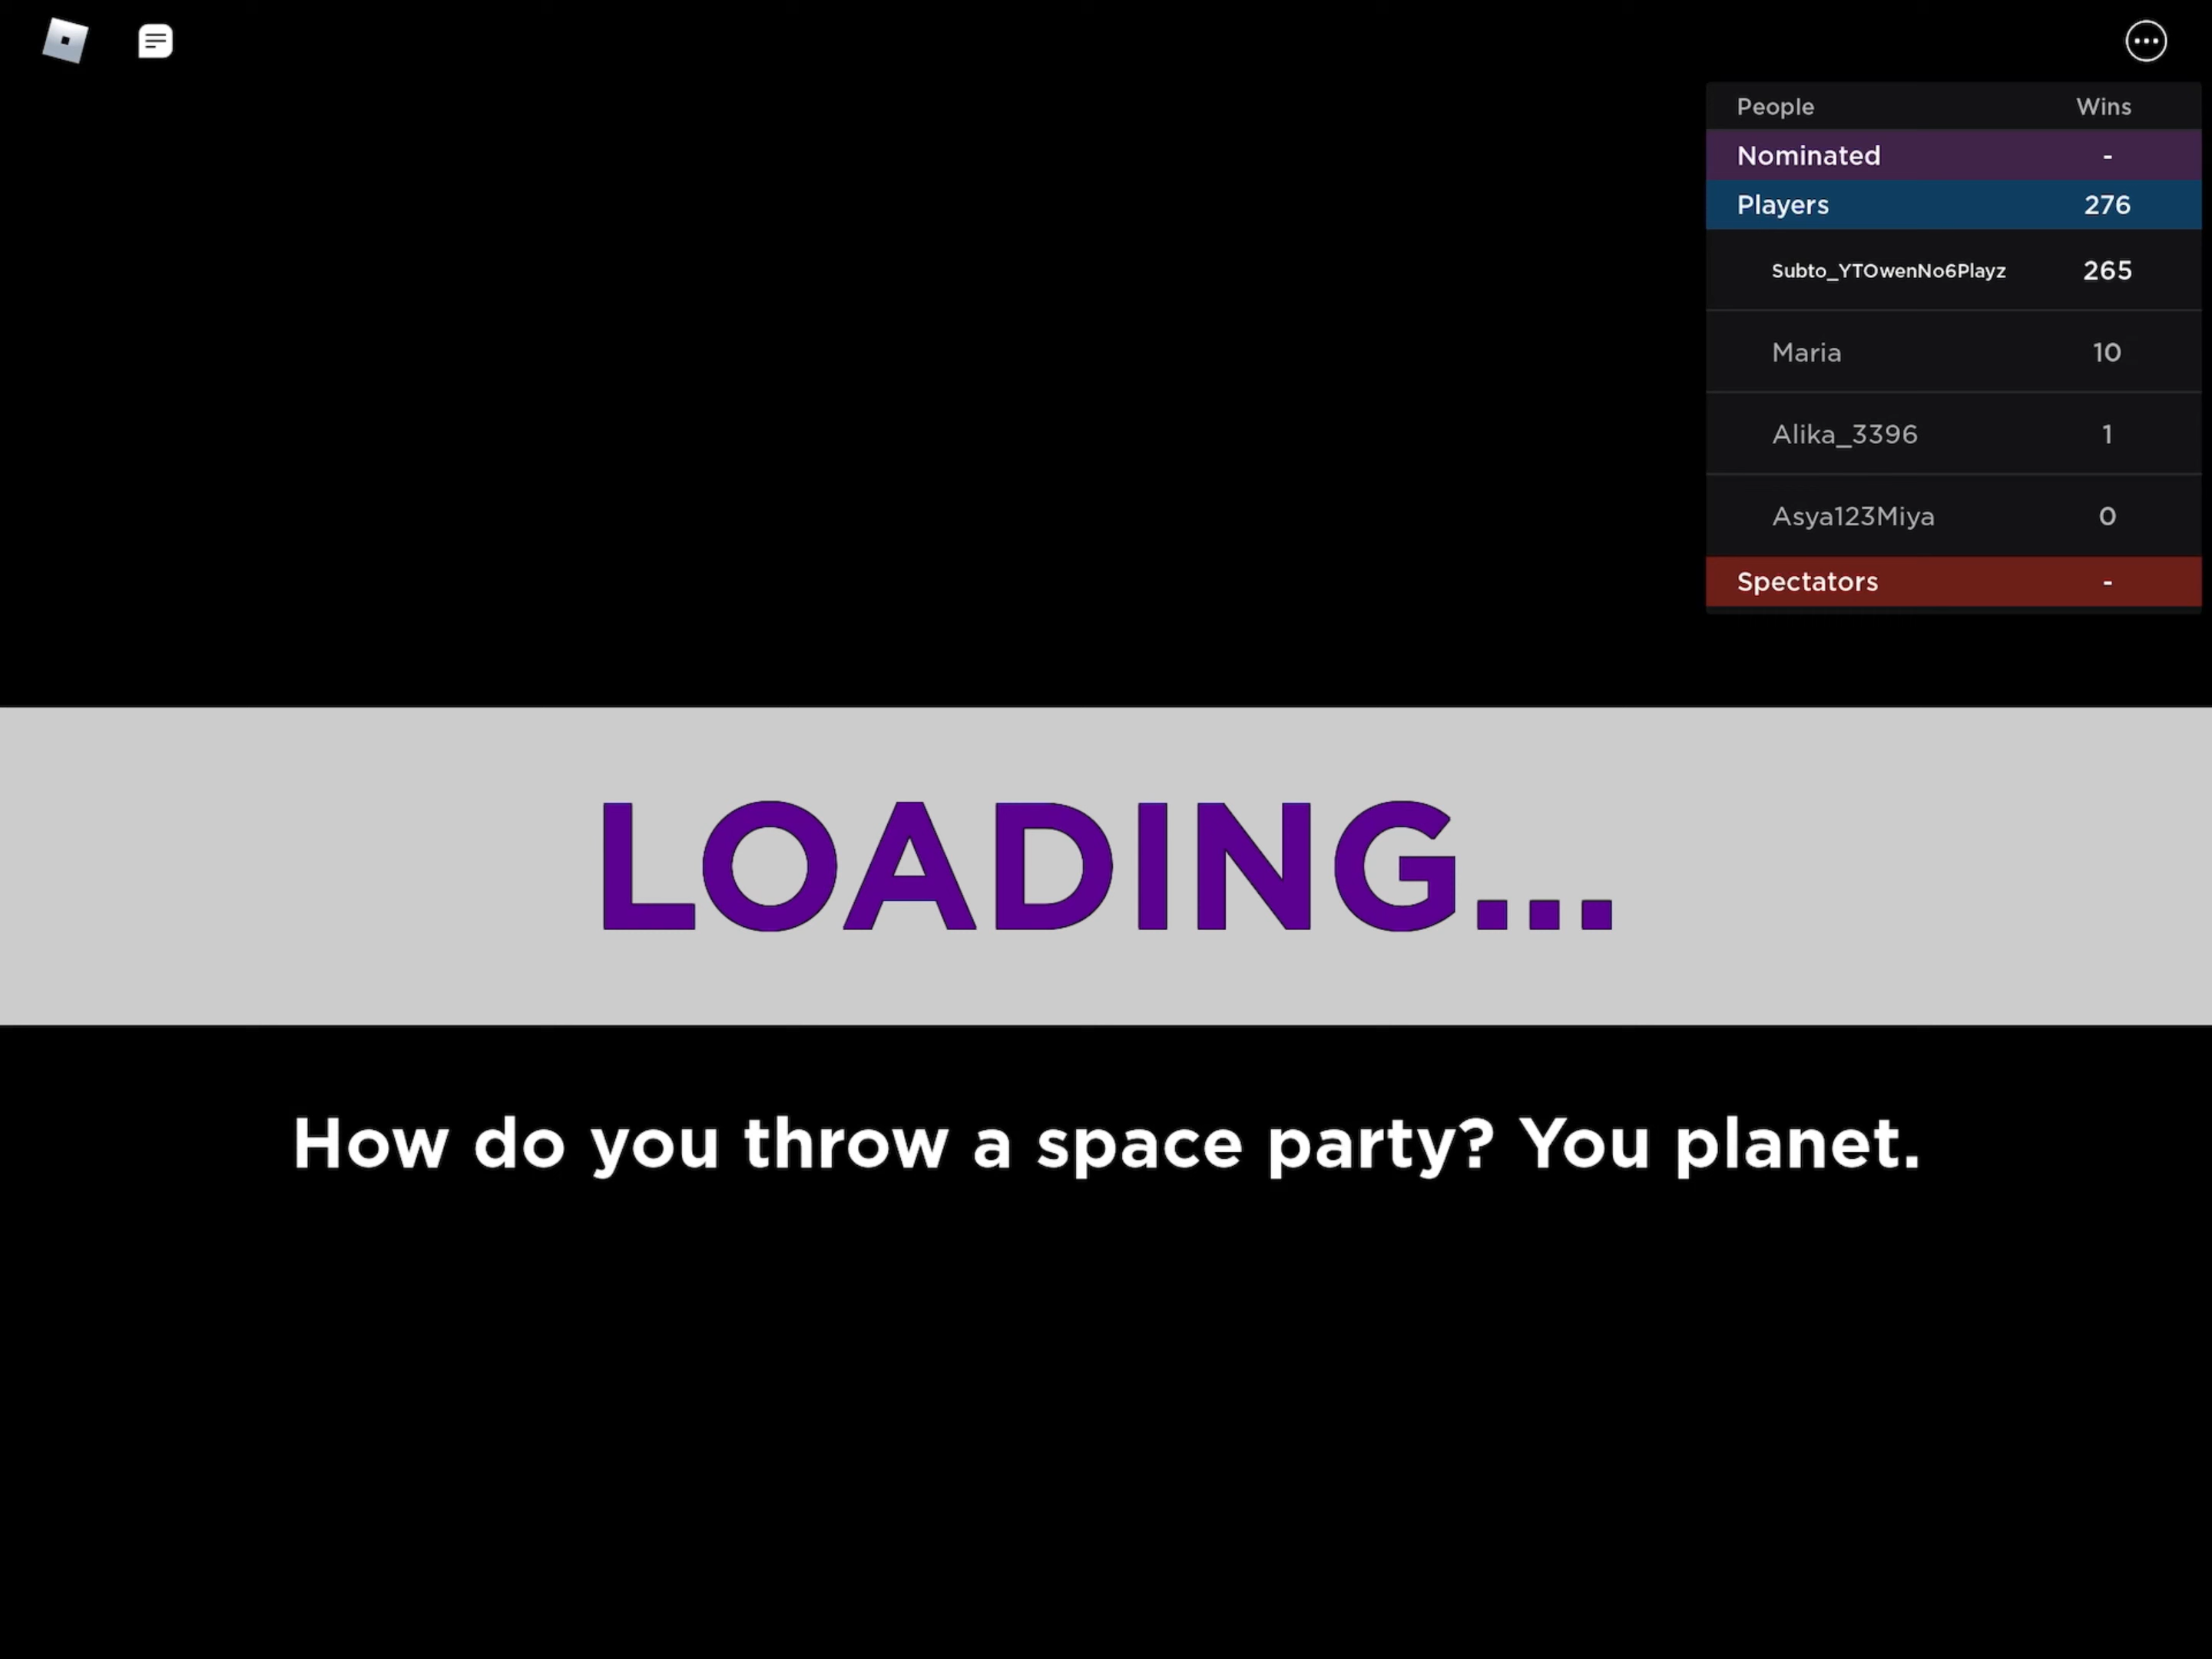 People Wins
Nominated -
Players 276
Subto_YTOwenNo6Playz 265
Maria 10
Alika_3396 1
Asya123Miya 0
Spectators -
LOADING...
How do you throw a space party? You planet.